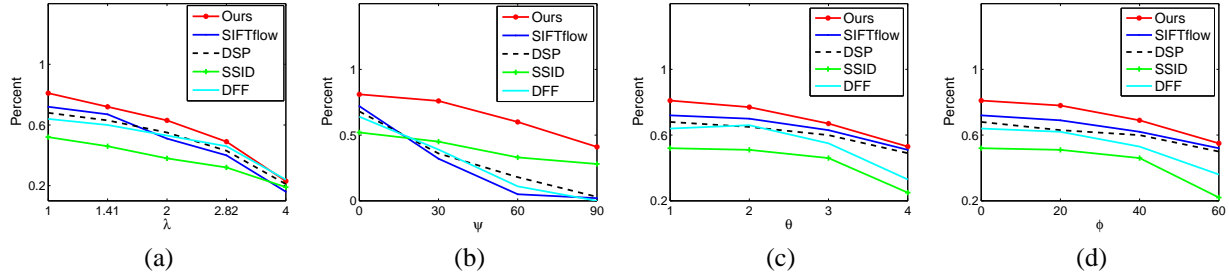 Ours
SIFTflow
DSP
SSID
DFF
1
0.6
0.2
Percent
1 1.41 2 2.82 4
λ
(a)
Ours
SIFTflow
DSP
SSID
DFF
1
0.5
0
Percent
0 30 60 90
ψ
(b)
Ours
SIFTflow
DSP
SSID
DFF
1
0.6
0.2
Percent
1 2 3 4
θ
(c)
Ours
SIFTflow
DSP
SSID
DFF
1
0.6
0.2
Percent
0 20 40 60
ϕ
(d)